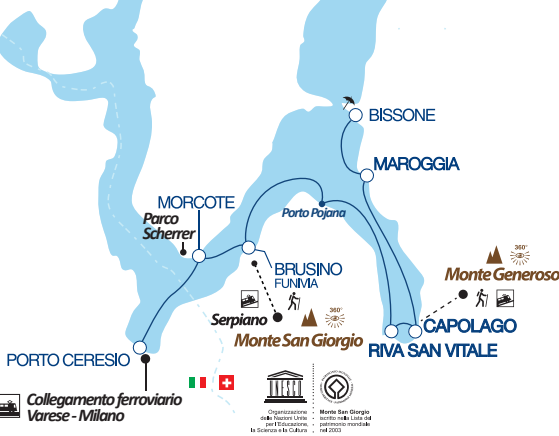 BISSONE
MAROGGIA
MORCOTE
Parco
Scherrer
Porto Pojana
BRUSINO
FUNIVIA
360°
Monte Generoso
Serpiano
360°
Monte San Giorgio
CAPOLAGO
RIVA SAN VITALE
PORTO CERESIO
Collegamento ferroviario
Varese - Milano
UNESCO
Organizzazione
delle Nazioni Unite
per l'Educazione,
la Scienza e la Cultura
Monte San Giorgio
iscritto nella Lista del
patrimonio mondiale
nel 2003